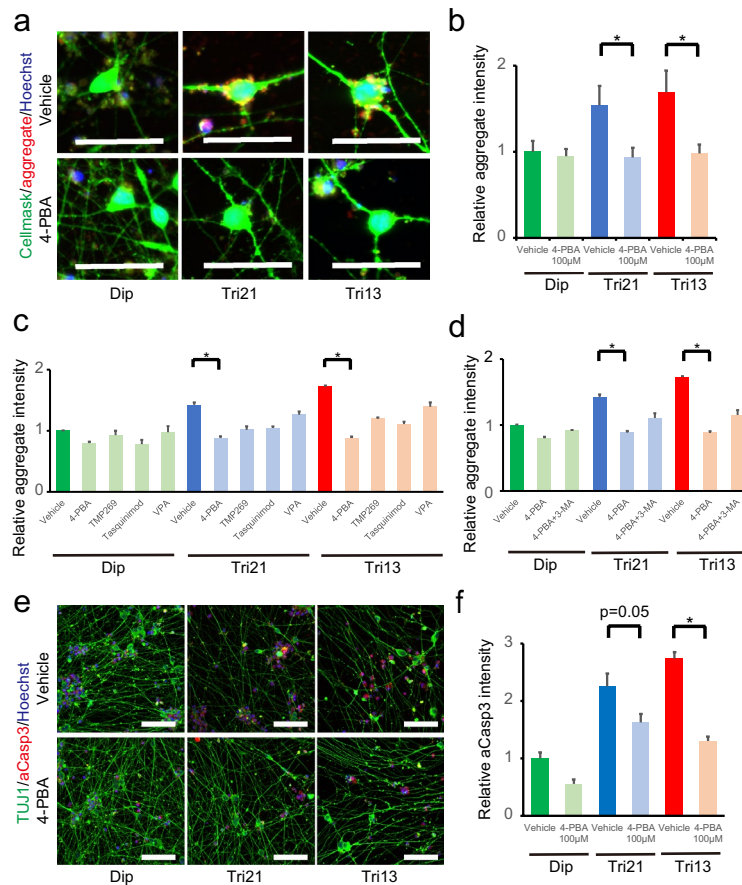 a
Cellmask/aggregate/Hoechst
Vehicle
4-PBA
Dip
Tri21
Tri13
b
Relative aggregate intensity
2
1
0
*
*
Vehicle
4-PBA
100μM
Vehicle
4-PBA
100μM
Vehicle
4-PBA
100μM
Dip
Tri21
Tri13
c
Relative aggregate intensity
2
1
0
*
*
Vehicle
4-PBA
TMP269
Tasquinimod
VPA
Vehicle
4-PBA
TMP269
Tasquinimod
VPA
Vehicle
4-PBA
TMP269
Tasquinimod
VPA
Dip
Tri21
Tri13
d
Relative aggregate intensity
2
1
0
*
*
Vehicle
4-PBA
4-PBA+3-MA
Vehicle
4-PBA
4-PBA+3-MA
Vehicle
4-PBA
4-PBA+3-MA
Dip
Tri21
Tri13
e
TUJ1/aCasp3/Hoechst
Vehicle
4-PBA
Dip
Tri21
Tri13
f
Relative aCasp3 intensity
3
2
1
0
p=0.05
*
Vehicle
4-PBA
100μM
Vehicle
4-PBA
100μM
Vehicle
4-PBA
100μM
Dip
Tri21
Tri13